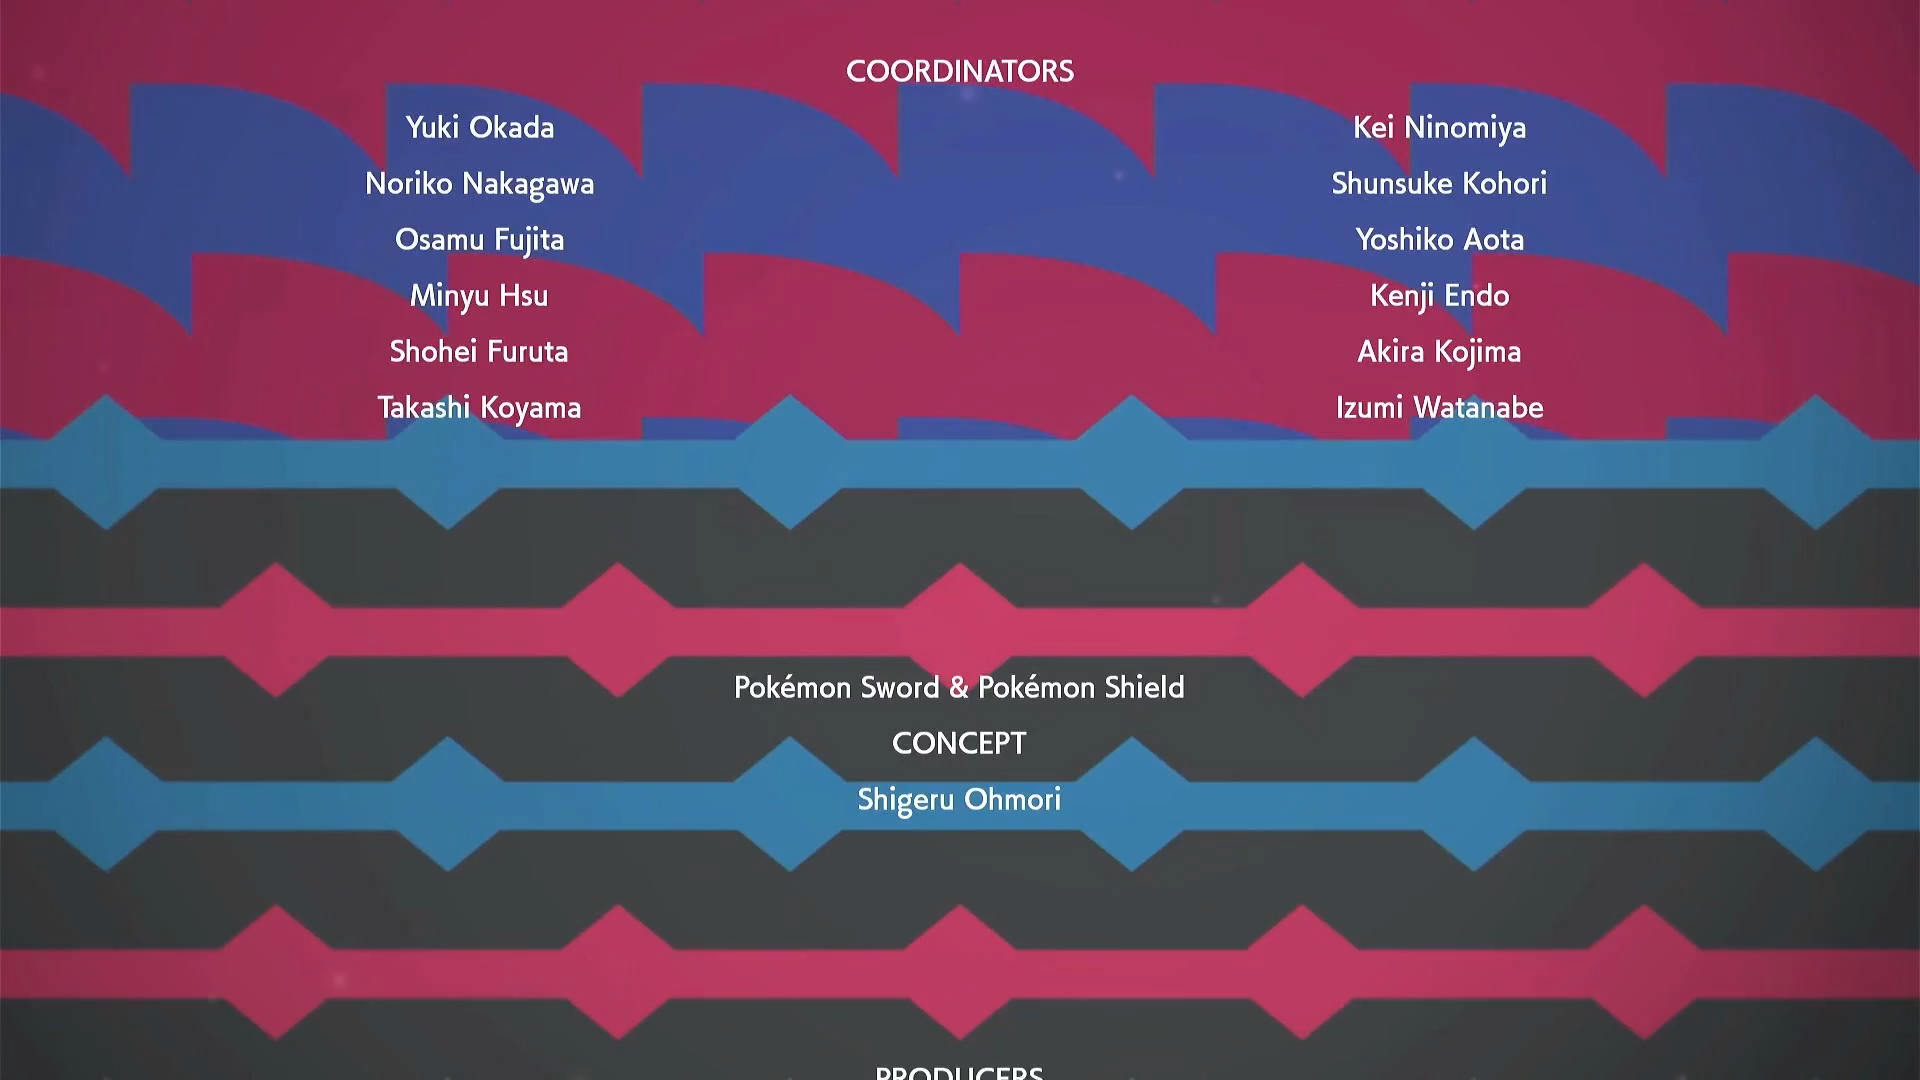 COORDINATORS
Yuki Okada
Kei Ninomiya
Noriko Nakagawa
Shunsuke Kohori
Osamu Fujita
Yoshiko Aota
Minyu Hsu
Kenji Endo
Shohei Furuta
Akira Kojima
Takashi Koyama
Izumi Watanabe
Pokémon Sword & Pokémon Shield
CONCEPT
Shigeru Ohmori
PRODUCERS